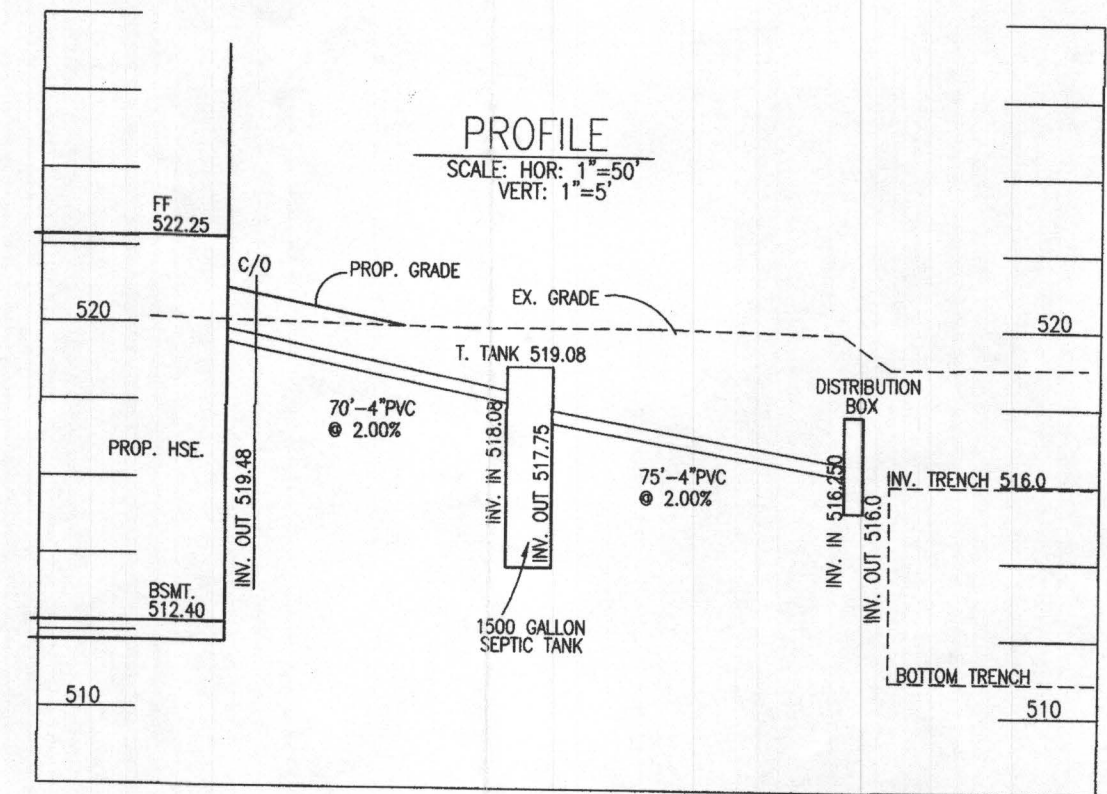 PROFILE
SCALE: HOR: 1"=50'
VERT: 1"=5'
FF
522.25
C/O
PROP. GRADE
EX. GRADE
520
520
T. TANK 519.08
DISTRIBUTION
BOX
70'-4"PVC
@ 2.00%
PROP. HSE.
INV. OUT 519.48
INV. IN 518.08
INV. OUT 517.75
75'-4"PVC
@ 2.00%
INV. IN 516.250
INV. OUT 516.0
INV. TRENCH 516.0
BSMT.
512.40
1500 GALLON
SEPTIC TANK
BOTTOM TRENCH
510
510